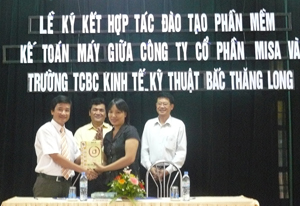 LỄ KÝ KẾT HỢP TÁC ĐÀO TẠO PHẦN MỀM
KẾ TOÁN MÁY GIỮA CÔNG TY CỔ PHẦN MISA VÀ
TRƯỜNG TCBC KINH TẾ_KỸ THUẬT BẮC THĂNG LONG